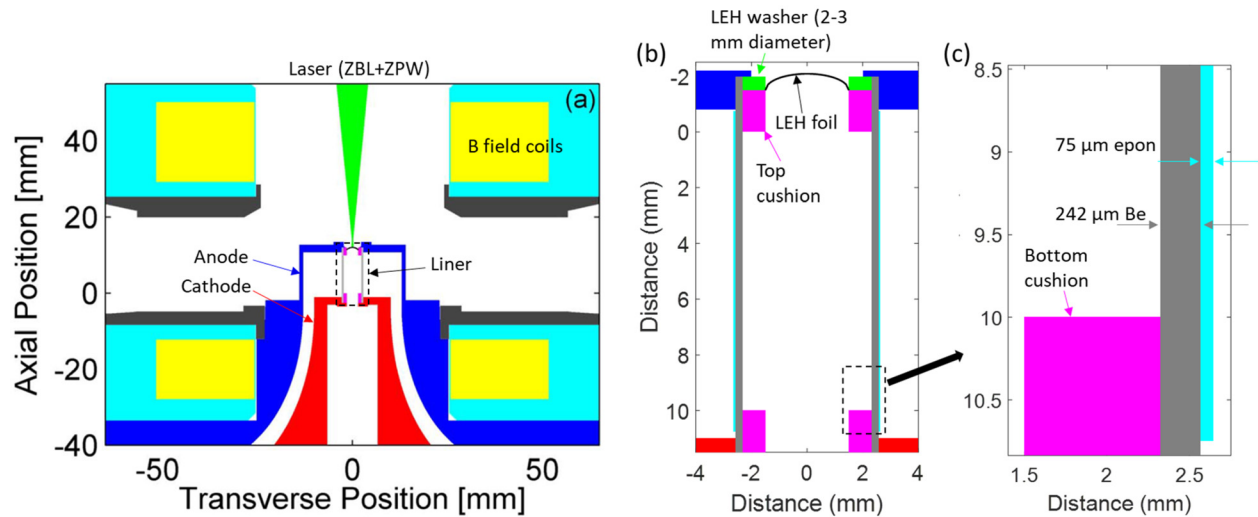 Laser (ZBL+ZPW)
(a)
B field coils
Anode
Cathode
Liner
40
20
0
-20
-40
Axial Position [mm]
-50
0
50
Transverse Position [mm]
(b)
LEH washer (2-3
mm diameter)
LEH foil
Top
cushion
-2
0
2
4
6
8
10
Distance (mm)
-4
-2
0
2
4
Distance (mm)
(c)
75 µm epon
242 µm Be
Bottom
cushion
9
9.5
10
10.5
1.5
2
2.5
Distance (mm)